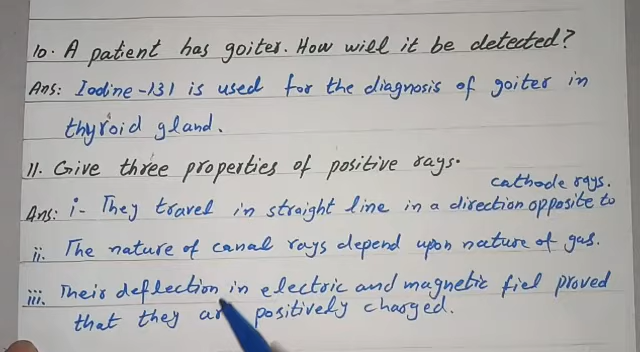 10. A patient has goiter. How will it be detected?
Ans: Iodine-131 is used for the diagnosis of goiter in
thyroid gland.
11. Give three properties of positive rays.
Ans: i- They travel in straight line in a direction opposite to
cathode rays.
ii. The nature of canal rays depend upon nature of gas.
iii. Their deflection in electric and magnetic fiel proved
that they are positively charged.